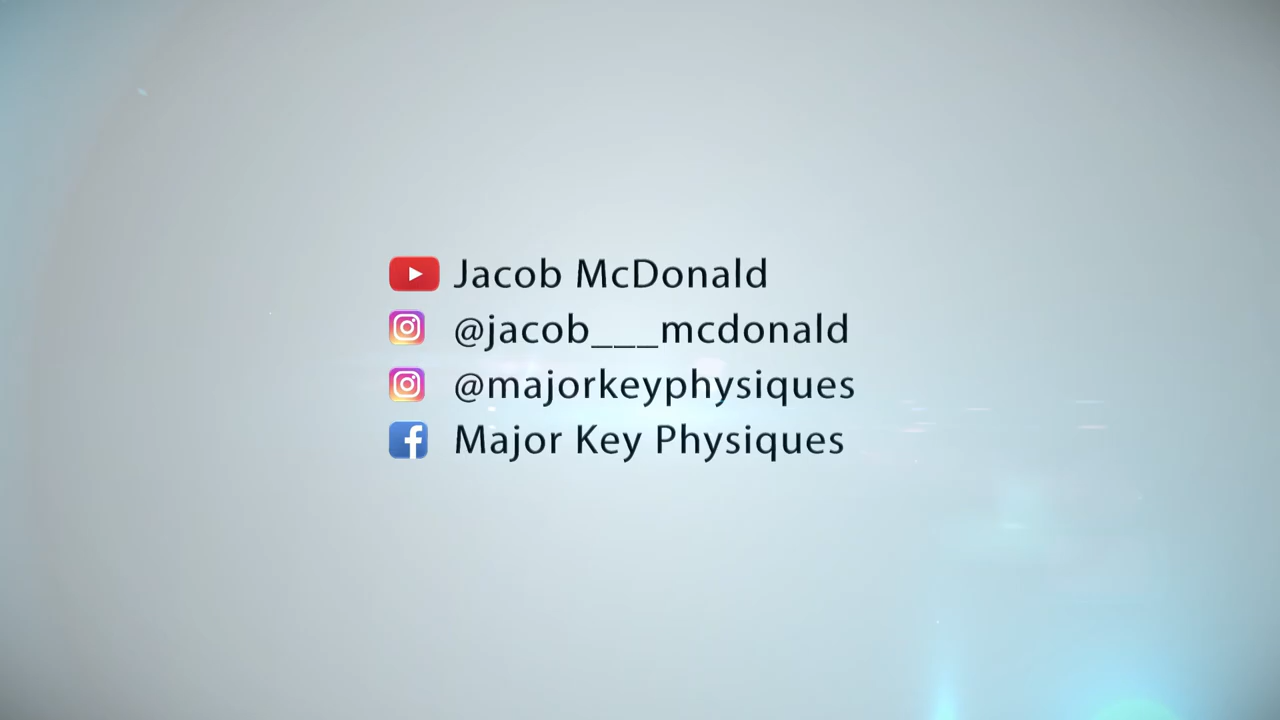 Jacob McDonald
@jacob___mcdonald
@majorkeyphysiques
Major Key Physiques